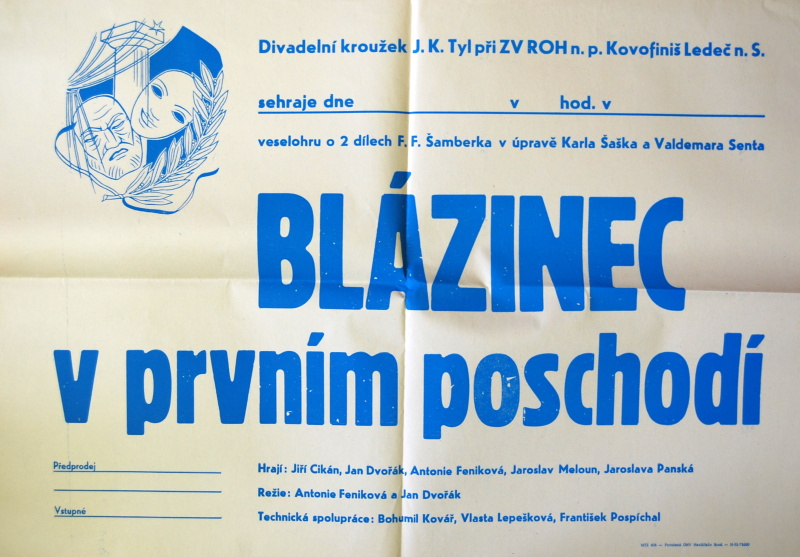 Divadelní kroužek J. K. Tyl při ZV ROH n. p. Kovofiniš Ledeč n. S.
sehraje dne v hod. v
veselohru o 2 dílech F. F. Šamberka v úpravě Karla Šaška a Valdemara Senta
BLÁZINEC
v prvním poschodí
Předprodej
Vstupné
Hrají: Jiří Cikán, Jan Dvořák, Antonie Feniková, Jaroslav Meloun, Jaroslava Panská
Režie: Antonie Feniková a Jan Dvořák
Technická spolupráce: Bohumil Kovář, Vlasta Lepešková, František Pospíchal